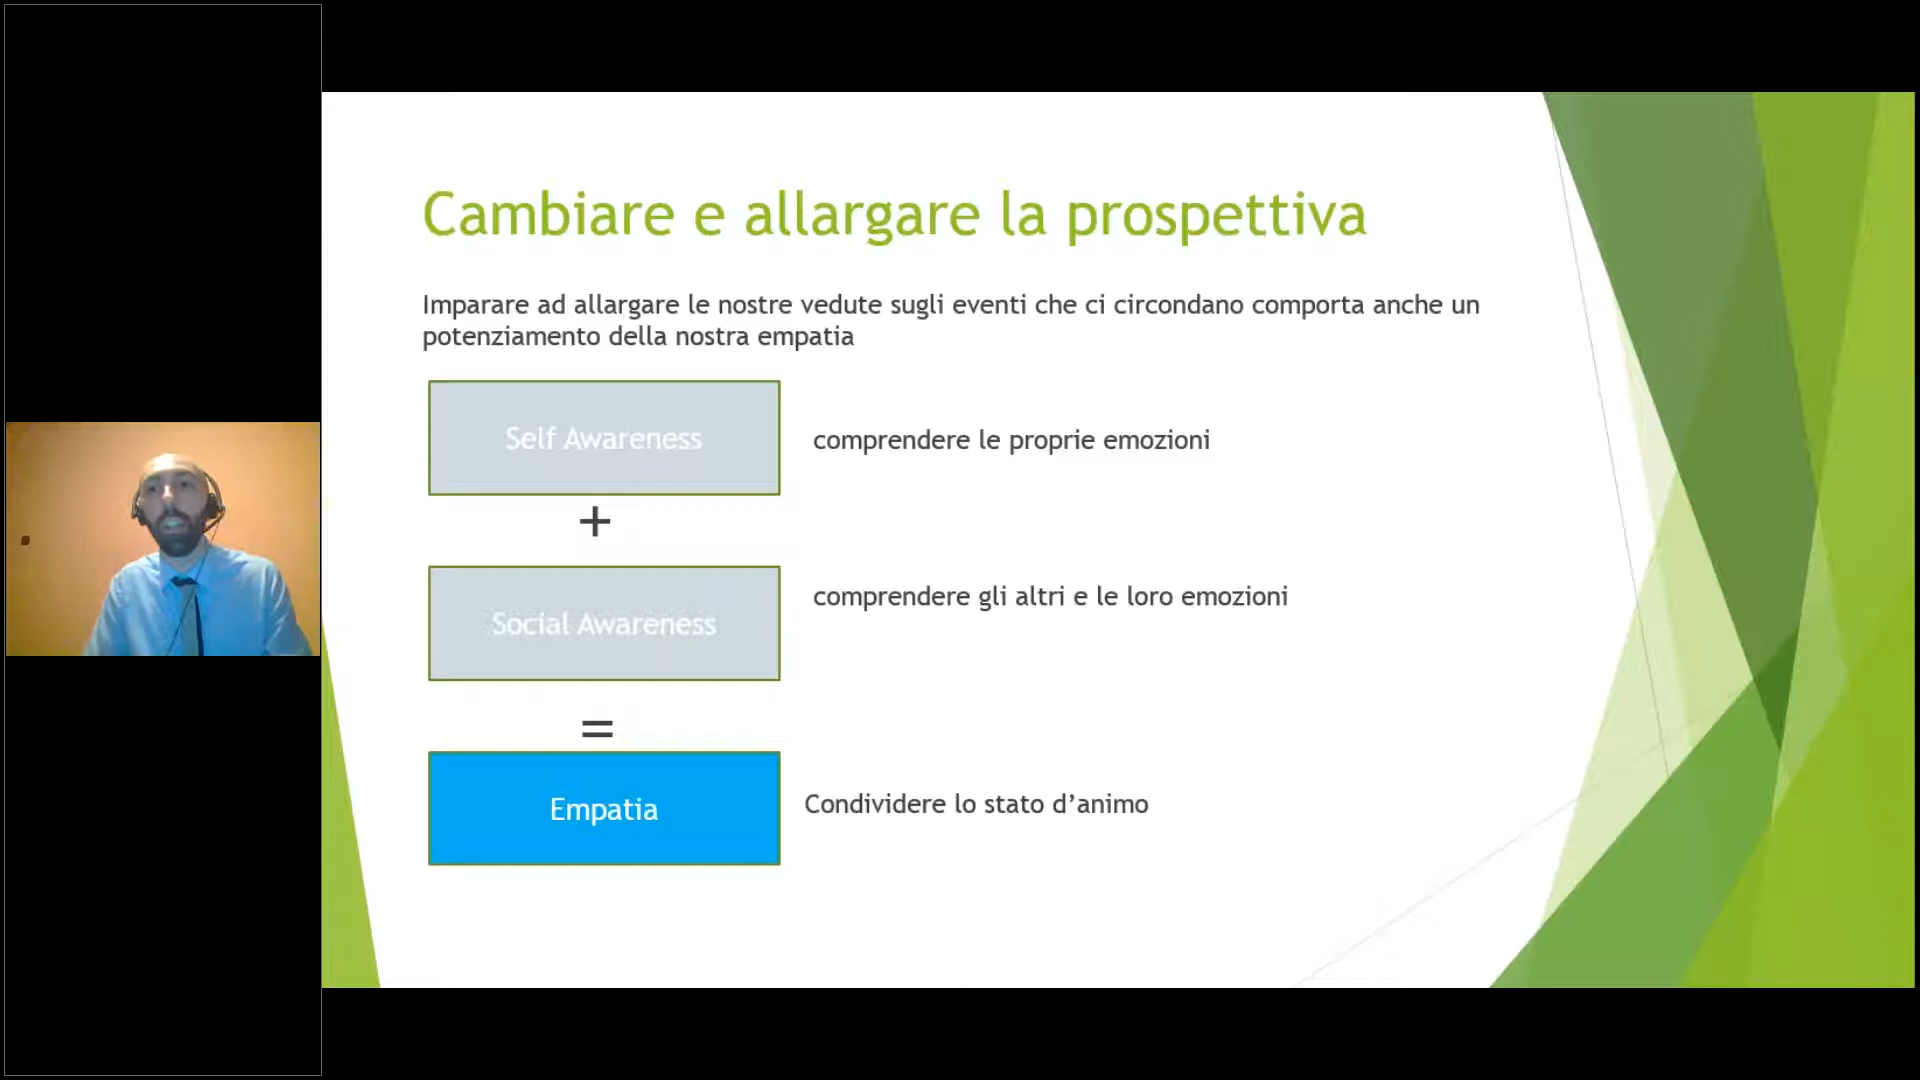 Cambiare e allargare la prospettiva
Imparare ad allargare le nostre vedute sugli eventi che ci circondano comporta anche un
potenziamento della nostra empatia
Self Awareness
comprendere le proprie emozioni
+
Social Awareness
comprendere gli altri e le loro emozioni
=
Empatia
Condividere lo stato d’animo